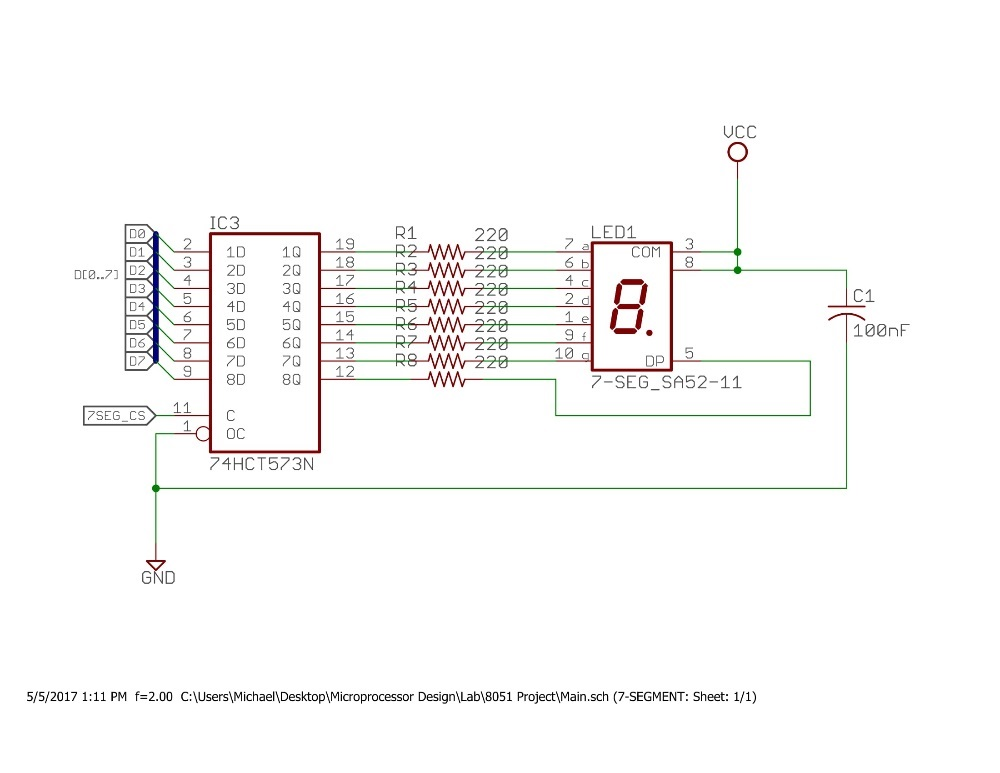 VCC
IC3
R1 220
LED1
D0 2 1D 1Q 19 R2 220 7 a COM 3
D1 3 2D 2Q 18 R3 220 6 b 8
D[0..7] D2 4 3D 3Q 17 R4 220 4 c
D3 5 4D 4Q 16 R5 220 2 d C1
D4 6 5D 5Q 15 R6 220 1 e 100nF
D5 7 6D 6Q 14 R7 220 9 f
D6 8 7D 7Q 13 R8 220 10 g DP 5
D7 9 8D 8Q 12 7-SEG_SA52-11
7SEG_CS 11 C
1 OC
74HCT573N
GND
5/5/2017 1:11 PM f=2.00 C:\Users\Michael\Desktop\Microprocessor Design\Lab\8051 Project\Main.sch (7-SEGMENT: Sheet: 1/1)